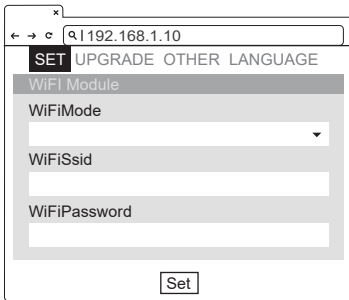 192.168.1.10
SET UPGRADE OTHER LANGUAGE
WiFI Module
WiFiMode
WiFiSsid
WiFiPassword
Set